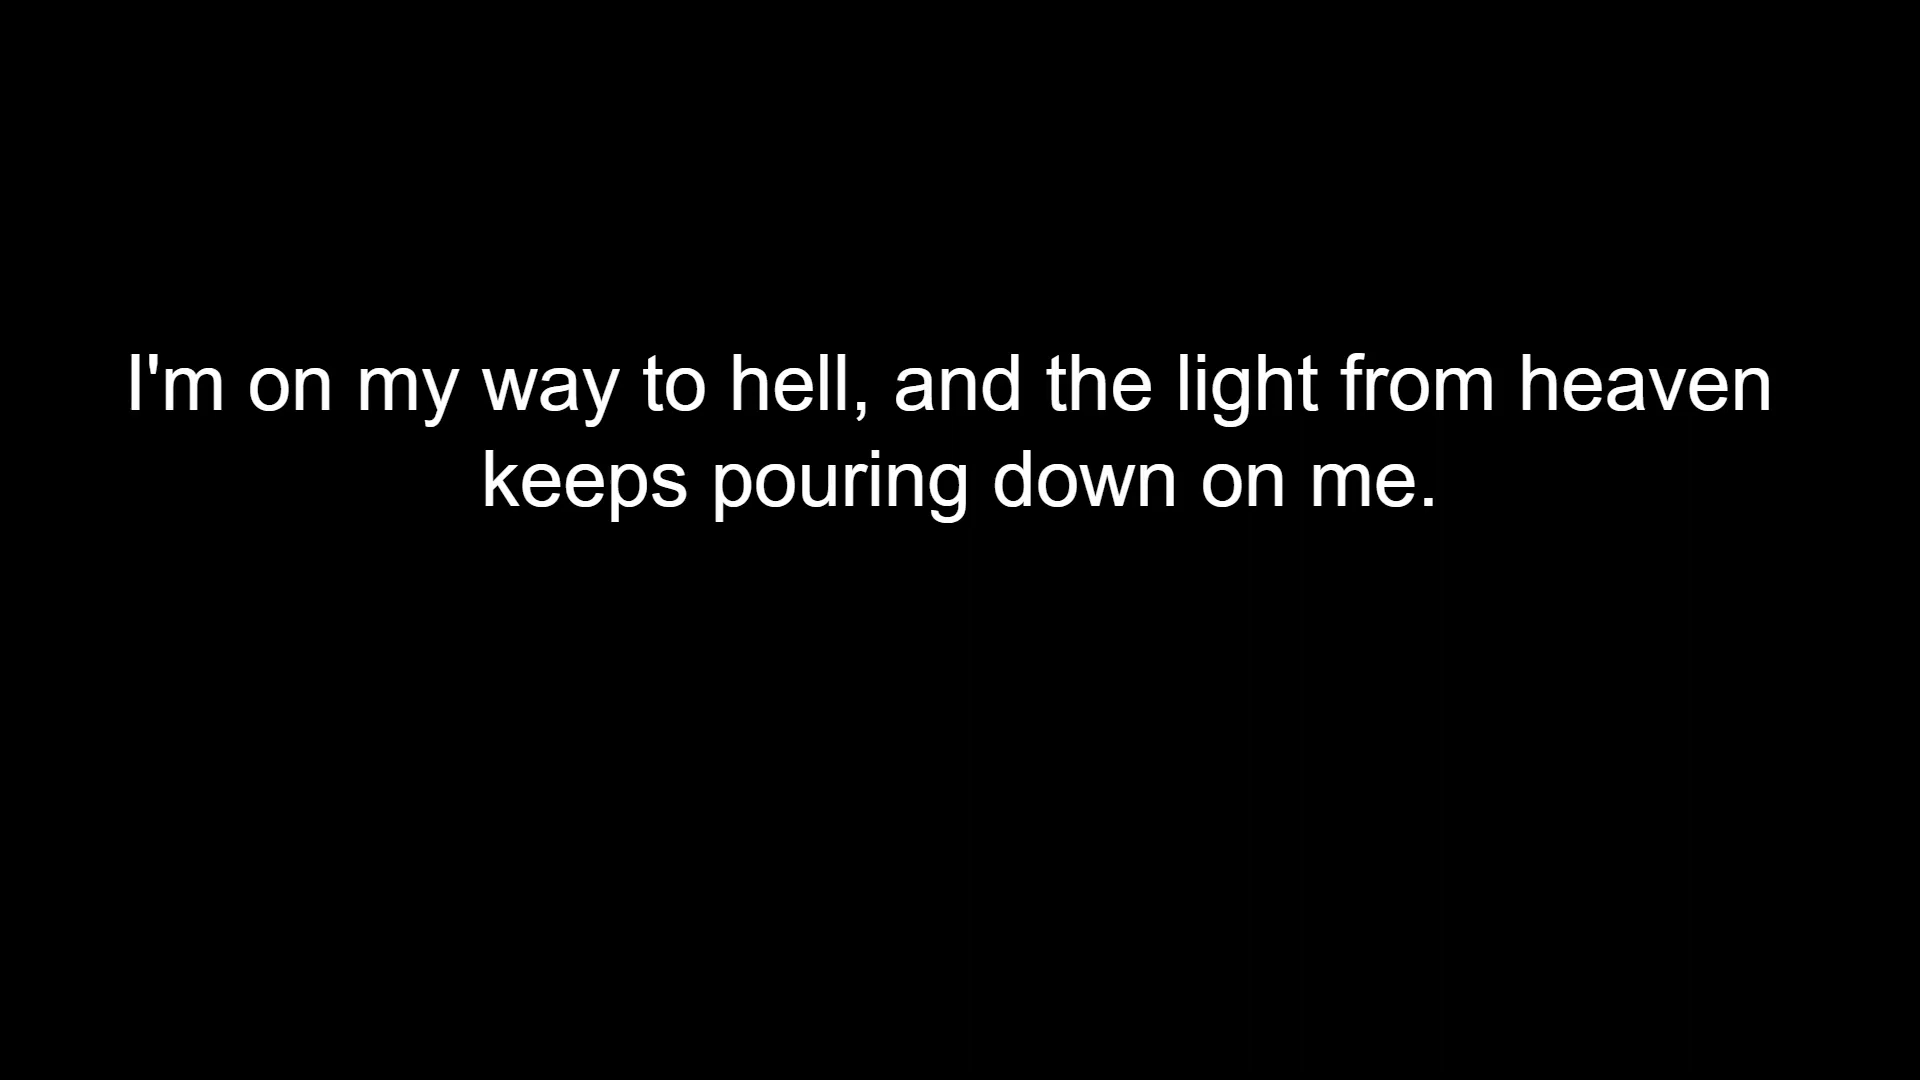 I'm on my way to hell, and the light from heaven
keeps pouring down on me.